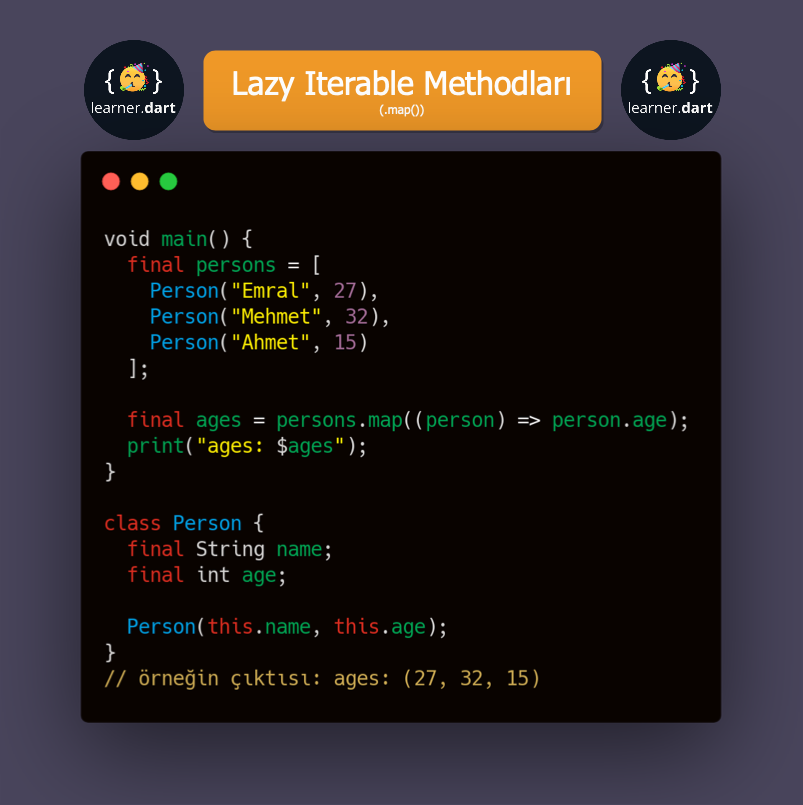 {🥳}
learner.dart
Lazy Iterable Methodları
(.map())
{🥳}
learner.dart
void main() {
  final persons = [
    Person("Emral", 27),
    Person("Mehmet", 32),
    Person("Ahmet", 15)
  ];

  final ages = persons.map((person) => person.age);
  print("ages: $ages");
}

class Person {
  final String name;
  final int age;

  Person(this.name, this.age);
}
// örneğin çıktısı: ages: (27, 32, 15)